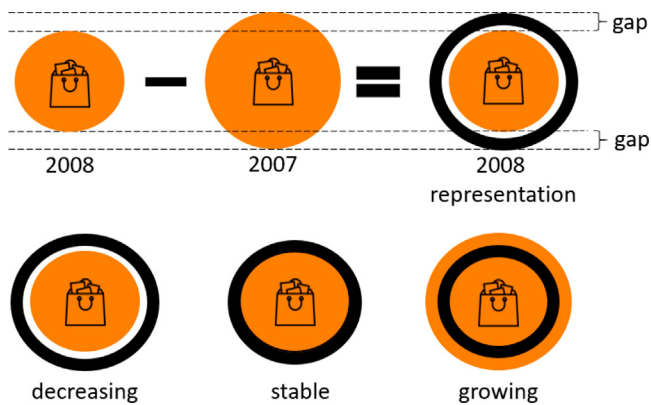 gap
gap
2008
2007
2008
representation
decreasing
stable
growing